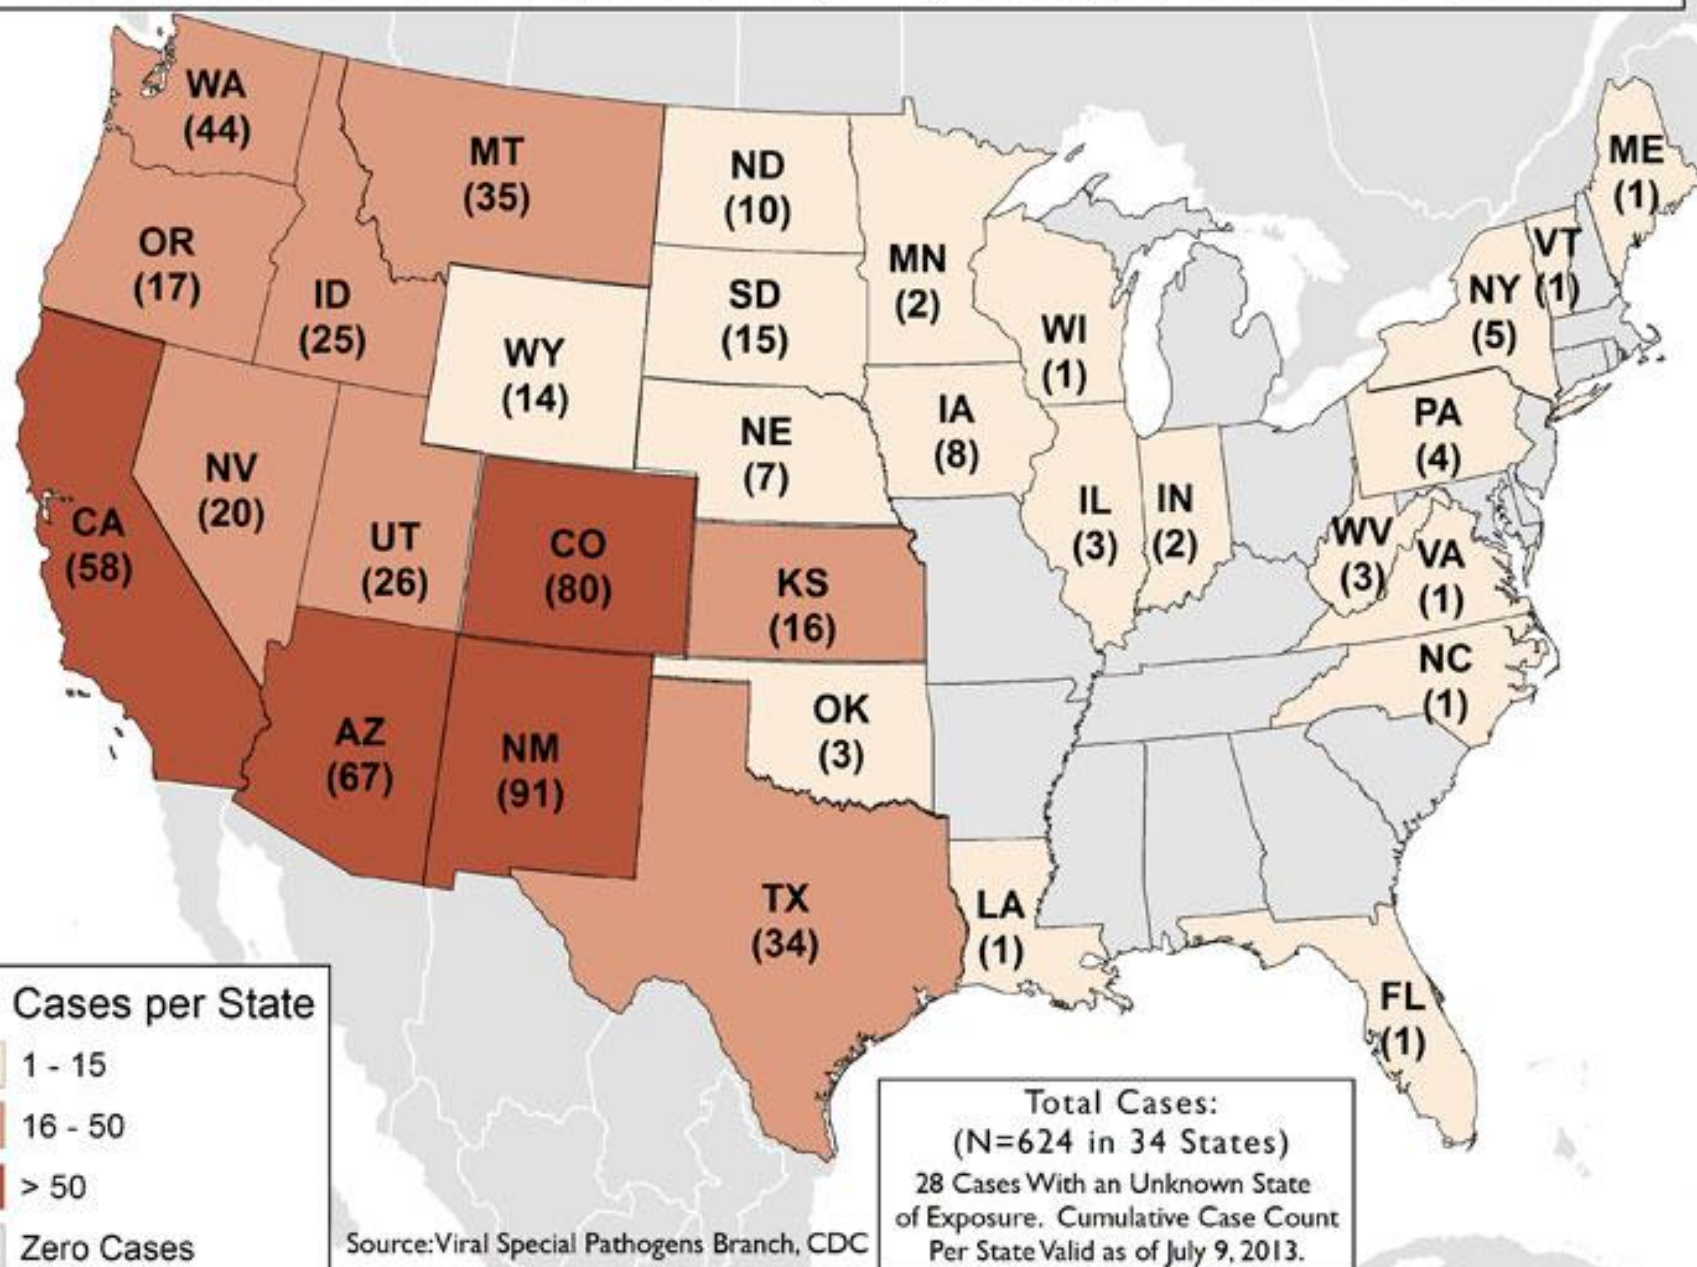 WA
(44)
MT
(35)
ND
(10)
ME
(1)
OR
(17)
ID
(25)
MN
(2)
VT
(1)
SD
(15)
NY
(5)
WY
(14)
WI
(1)
NE
(7)
IA
(8)
PA
(4)
NV
(20)
CA
(58)
UT
(26)
CO
(80)
KS
(16)
IL
(3)
IN
(2)
WV
(3)
VA
(1)
NC
(1)
AZ
(67)
NM
(91)
OK
(3)
TX
(34)
LA
(1)
FL
(1)
Cases per State
1 - 15
16 - 50
> 50
Zero Cases
Source:Viral Special Pathogens Branch, CDC
Total Cases:
(N=624 in 34 States)
28 Cases With an Unknown State
of Exposure. Cumulative Case Count
Per State Valid as of July 9, 2013.